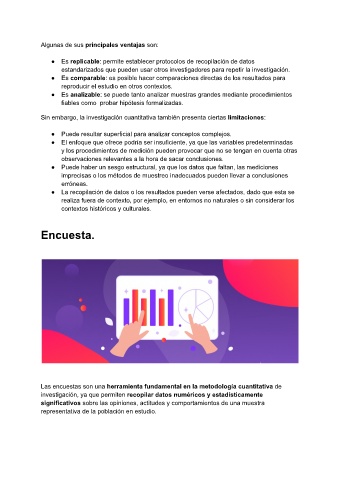 Algunas de sus principales ventajas son:
● Es replicable: permite establecer protocolos de recopilación de datos
estandarizados que pueden usar otros investigadores para repetir la investigación.
● Es comparable: es posible hacer comparaciones directas de los resultados para
reproducir el estudio en otros contextos.
● Es analizable: se puede tanto analizar muestras grandes mediante procedimientos
fiables como probar hipótesis formalizadas.
Sin embargo, la investigación cuantitativa también presenta ciertas limitaciones:
● Puede resultar superficial para analizar conceptos complejos.
● El enfoque que ofrece podría ser insuficiente, ya que las variables predeterminadas
y los procedimientos de medición pueden provocar que no se tengan en cuenta otras
observaciones relevantes a la hora de sacar conclusiones.
● Puede haber un sesgo estructural, ya que los datos que faltan, las mediciones
imprecisas o los métodos de muestreo inadecuados pueden llevar a conclusiones
erróneas.
● La recopilación de datos o los resultados pueden verse afectados, dado que esta se
realiza fuera de contexto, por ejemplo, en entornos no naturales o sin considerar los
contextos históricos y culturales.
Encuesta.
Las encuestas son una herramienta fundamental en la metodología cuantitativa de
investigación, ya que permiten recopilar datos numéricos y estadísticamente
significativos sobre las opiniones, actitudes y comportamientos de una muestra
representativa de la población en estudio.